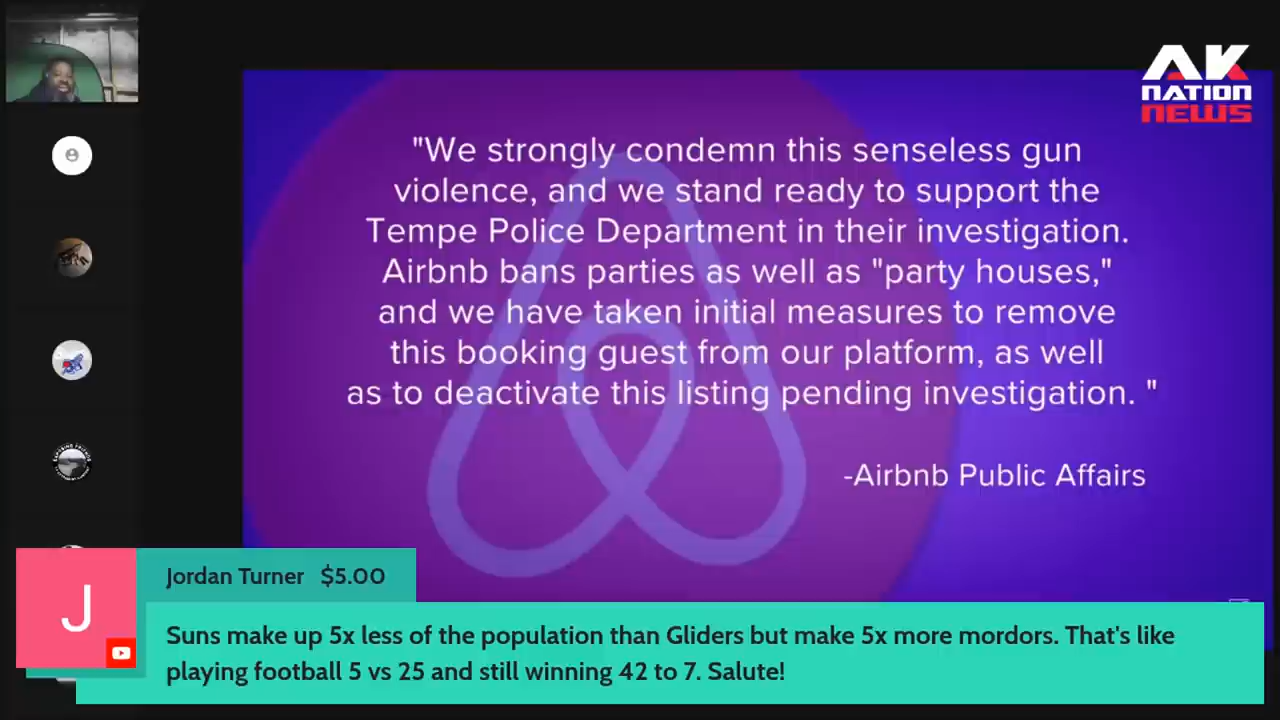 AK
NATION
NEWS
"We strongly condemn this senseless gun
violence, and we stand ready to support the
Tempe Police Department in their investigation.
Airbnb bans parties as well as "party houses,"
and we have taken initial measures to remove
this booking guest from our platform, as well
as to deactivate this listing pending investigation. "
-Airbnb Public Affairs
Jordan Turner $5.00
J
Suns make up 5x less of the population than Gliders but make 5x more mordors. That's like
playing football 5 vs 25 and still winning 42 to 7. Salute!